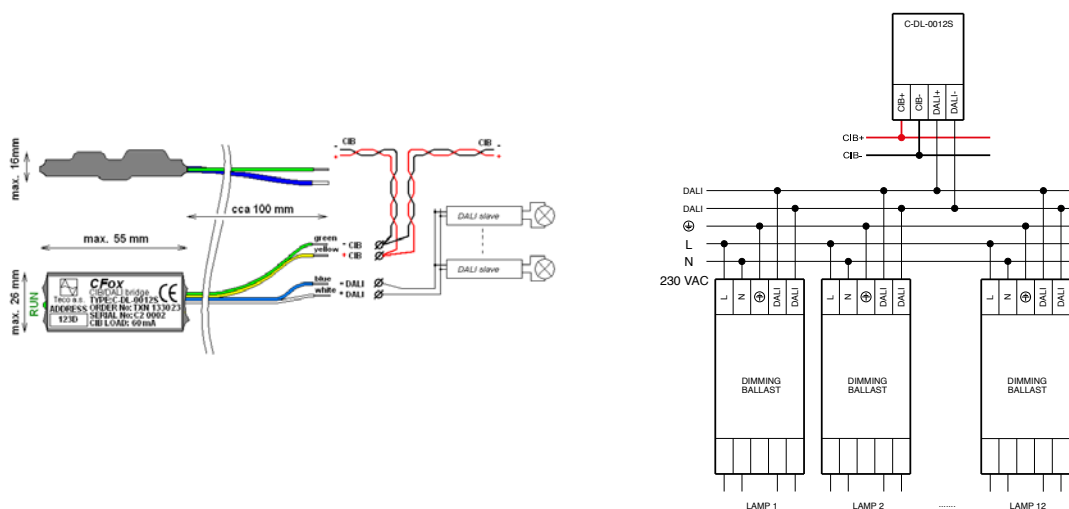 max. 16mm
cca 100 mm
max. 55 mm
max. 26 mm
RUN
CFox
CIB/DALI bridge
Teco a.s. TYPE:C-DL-0012S
ADDRESS ORDER No: TXN 133023
SERIAL No: C2 0002
123D CIB LOAD: 60mA
CE
green
yellow
blue
white
- CIB
+ CIB
+ DALI
+ DALI
- CIB
+
CIB -
+
DALI slave
DALI slave
C-DL-0012S
CIB+
CIB-
DALI+
DALI-
CIB+
CIB-
DALI
DALI
L
N
230 VAC
L N DALI DALI
L N DALI DALI
L N DALI DALI
DIMMING
BALLAST
DIMMING
BALLAST
DIMMING
BALLAST
LAMP 1 LAMP 2 ....... LAMP 12